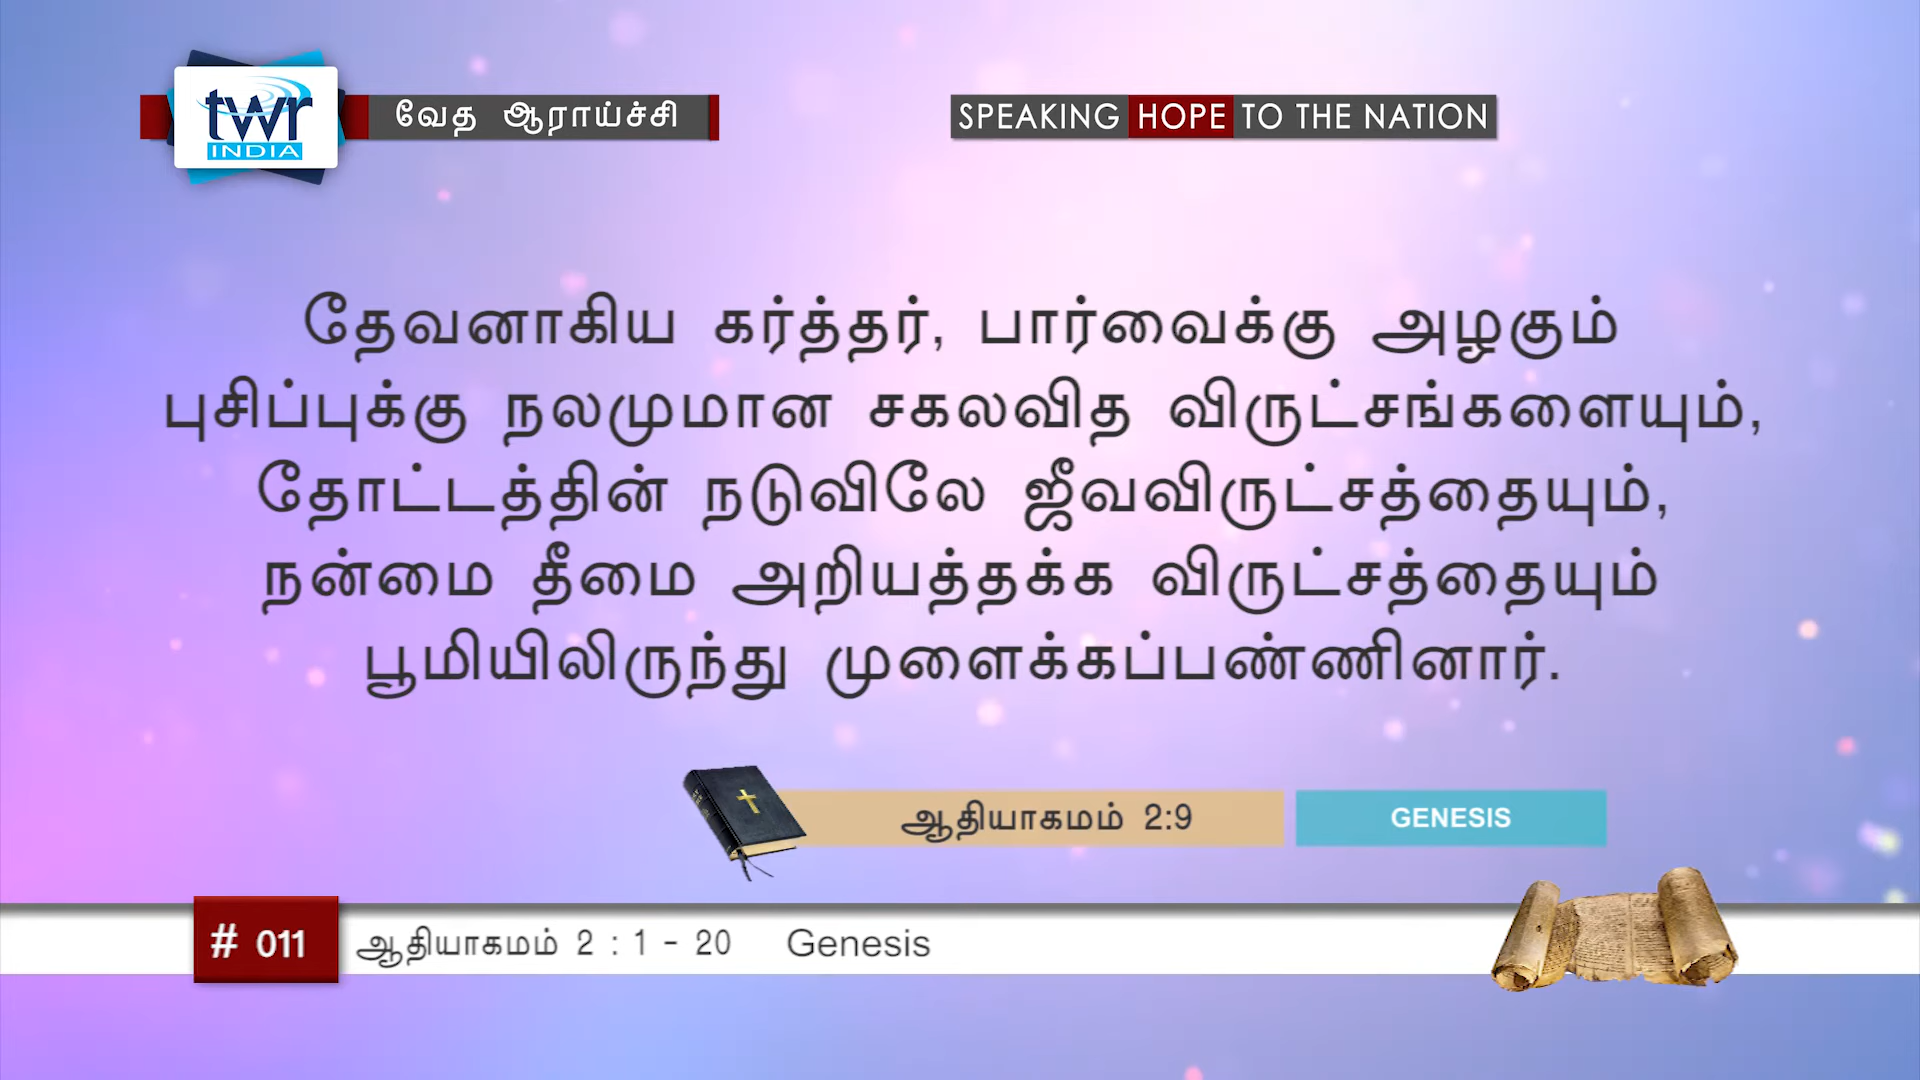 twr
INDIA
வேத ஆராய்ச்சி
SPEAKING HOPE TO THE NATION
தேவனாகிய கர்த்தர், பார்வைக்கு அழகும்
புசிப்புக்கு நலமுமான சகலவித விருட்சங்களையும்,
தோட்டத்தின் நடுவிலே ஜீவவிருட்சத்தையும்,
நன்மை தீமை அறியத்தக்க விருட்சத்தையும்
பூமியிலிருந்து முளைக்கப்பண்ணினார்.
ஆதியாகமம் 2:9
GENESIS
# 011
ஆதியாகமம் 2 : 1 - 20 Genesis